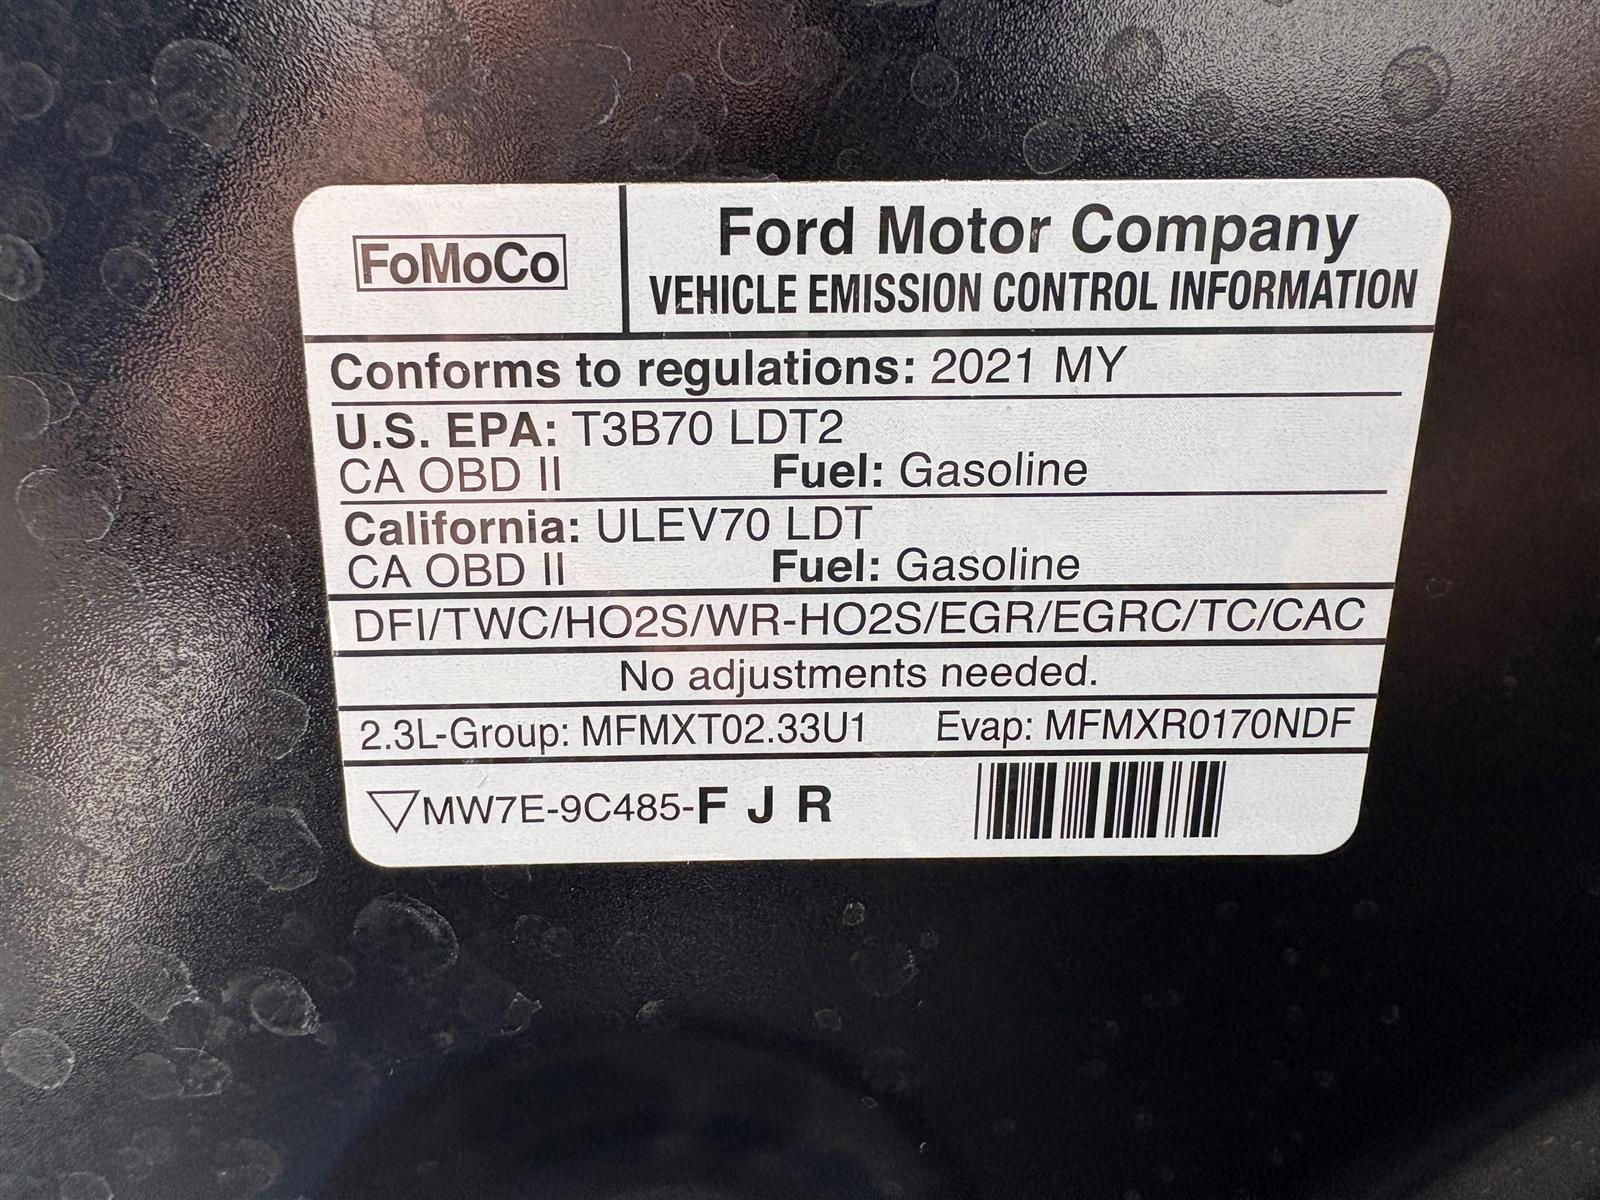 FoMoCo
Ford Motor Company
VEHICLE EMISSION CONTROL INFORMATION
Conforms to regulations: 2021 MY
U.S. EPA: T3B70 LDT2
CA OBD II Fuel: Gasoline
California: ULEV70 LDT
CA OBD II Fuel: Gasoline
DFI/TWC/HO2S/WR-HO2S/EGR/EGRC/TC/CAC
No adjustments needed.
2.3L-Group: MFMXT02.33U1 Evap: MFMXR0170NDF
▽MW7E-9C485-F J R